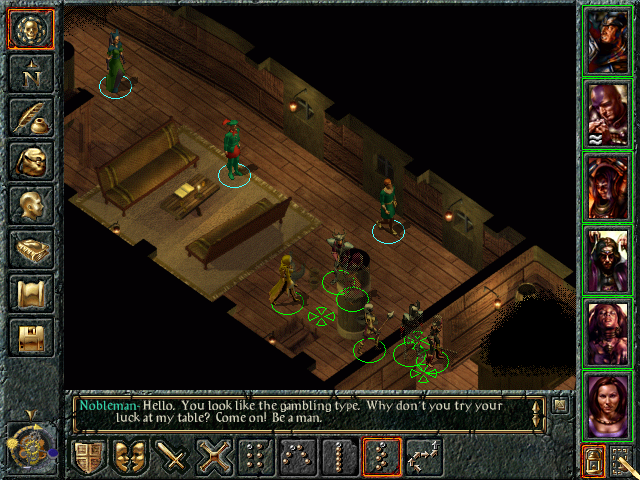 N
Nobleman- Hello. You look like the gambling type. Why don't you try your
luck at my table? Come on! Be a man.